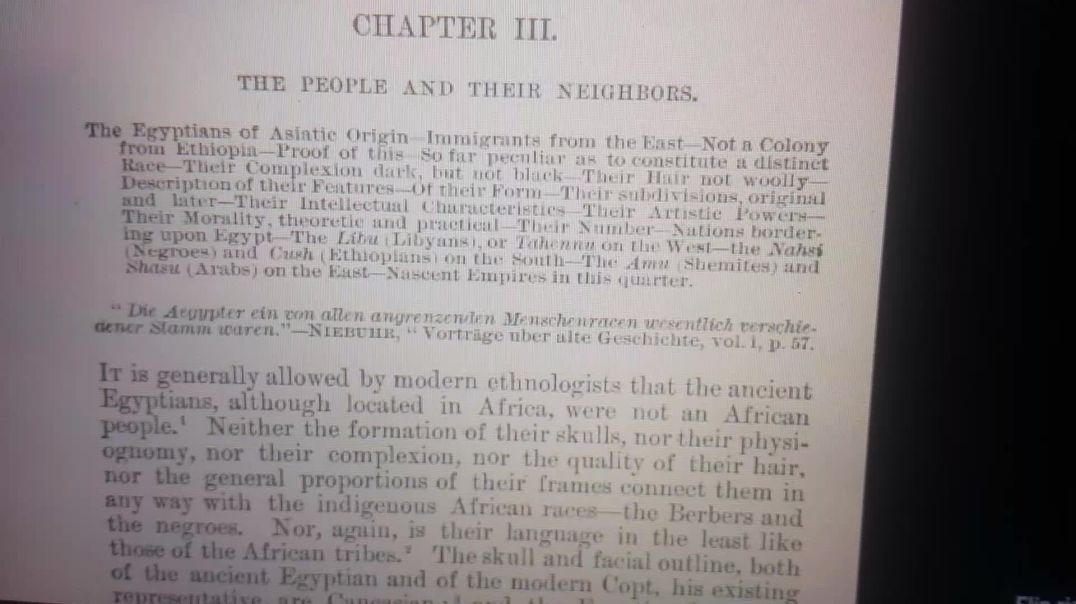 CHAPTER III.
THE PEOPLE AND THEIR NEIGHBORS.
The Egyptians of Asiatic Origin—Immigrants from the East—Not a Colony
from Ethiopia—Proof of this—So far peculiar as to constitute a distinct
Race—Their Complexion dark, but not black—Their Hair not woolly—
Description of their Features—Of their Form—Their subdivisions, original
and later—Their Intellectual Characteristics—Their Artistic Powers—
Their Morality, theoretic and practical—Their Number—Nations border-
ing upon Egypt—The Libu (Libyans), or Tahennu on the West—the Nahsi
(Negroes) and Cush (Ethiopians) on the South—The Amu (Shemites) and
Shasu (Arabs) on the East—Nascent Empires in this quarter.
"Die Aegypter ein von allen angrenzenden Menschenracen wesentlich verschie-
dener Stamm waren."—NIEBUHR, "Vorträge uber alte Geschichte, vol. i, p. 57.
IT is generally allowed by modern ethnologists that the ancient
Egyptians, although located in Africa, were not an African
people.¹ Neither the formation of their skulls, nor their physi-
ognomy, nor their complexion, nor the quality of their hair,
nor the general proportions of their frames connect them in
any way with the indigenous African races—the Berbers and
the negroes. Nor, again, is their language in the least like
those of the African tribes.² The skull and facial outline, both
of the ancient Egyptian and of the modern Copt, his existing
representative, are Caucasian;³ and the